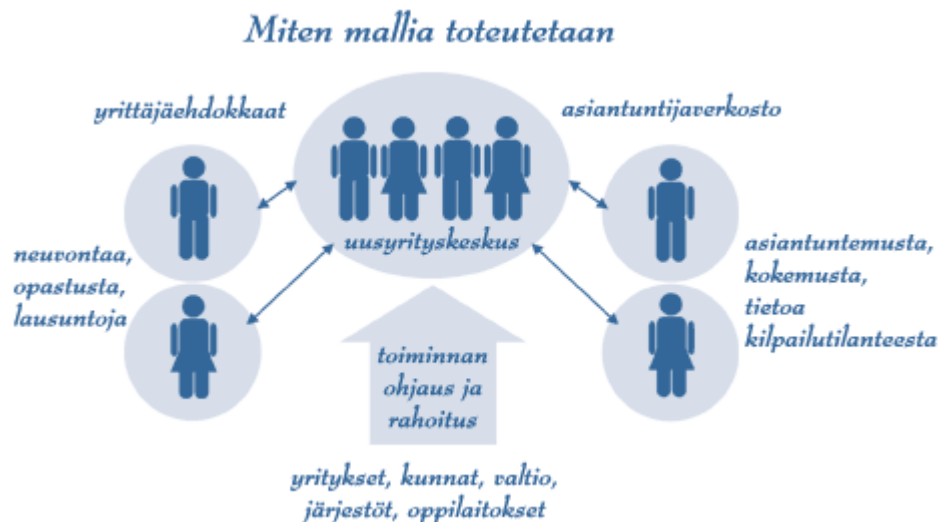 Miten mallia toteutetaan
yrittäjäehdokkaat
asiantuntijaverkosto
uusyrityskeskus
neuvontaa,
opastusta,
lausuntoja
asiantuntemusta,
kokemusta,
tietoa
kilpailutilanteesta
toiminnan
ohjaus ja
rahoitus
yritykset, kunnat, valtio,
järjestöt, oppilaitokset